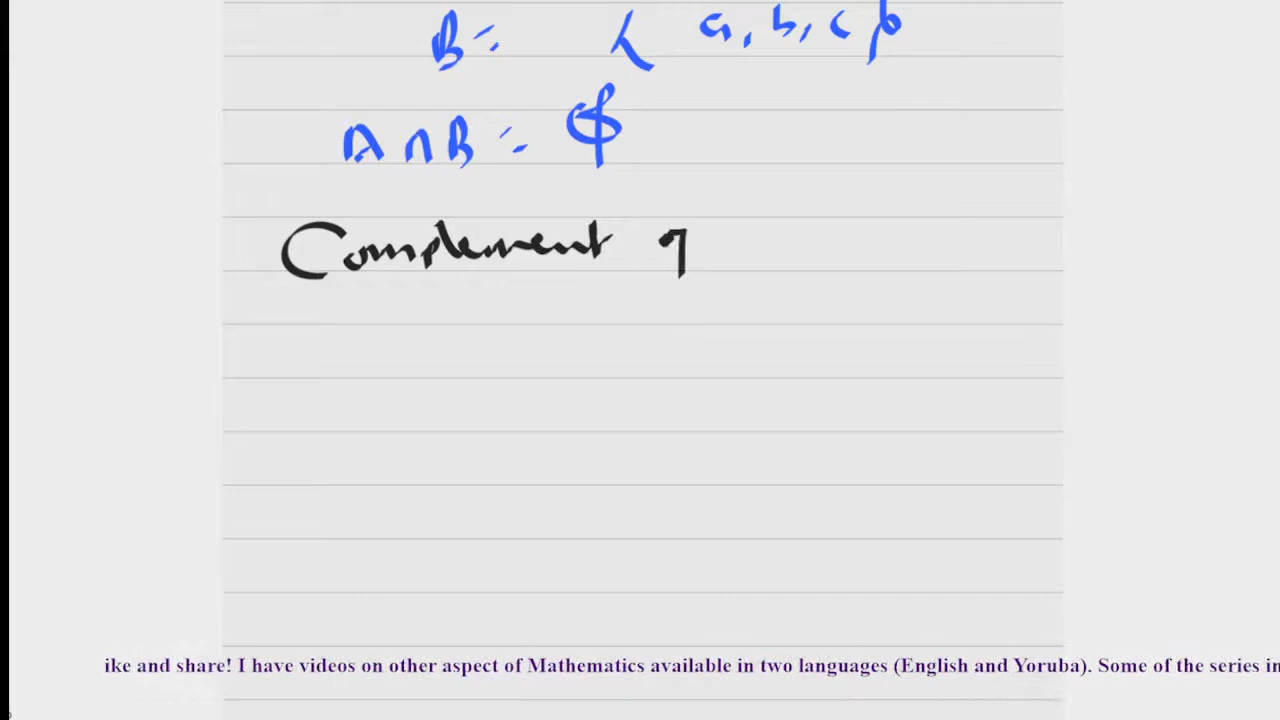 B = { a, b, c }
A ∩ B = ϕ
Complement of
ike and share! I have videos on other aspect of Mathematics available in two languages (English and Yoruba). Some of the series in